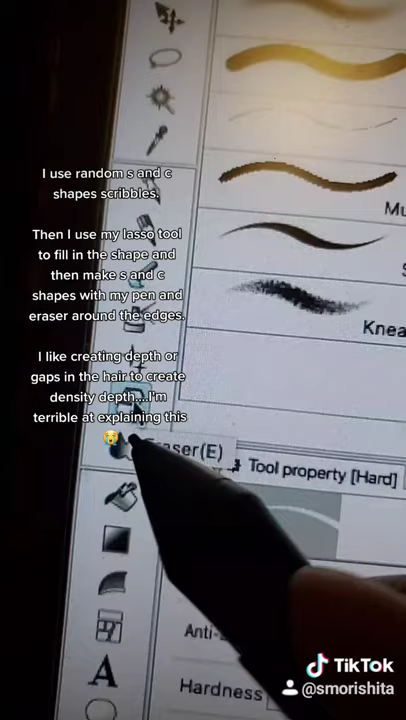 I use random s and c
shapes scribbles.
Then I use my lasso tool
to fill in the shape and
then make s and c
shapes with my pen and
eraser around the edges.
I like creating depth or
gaps in the hair to create
density depth....I'm
terrible at explaining this
😭
Mu
S
Knea
Eraser(E)
Tool property [Hard]
Anti-
Hardness
A
TikTok
@smorishita